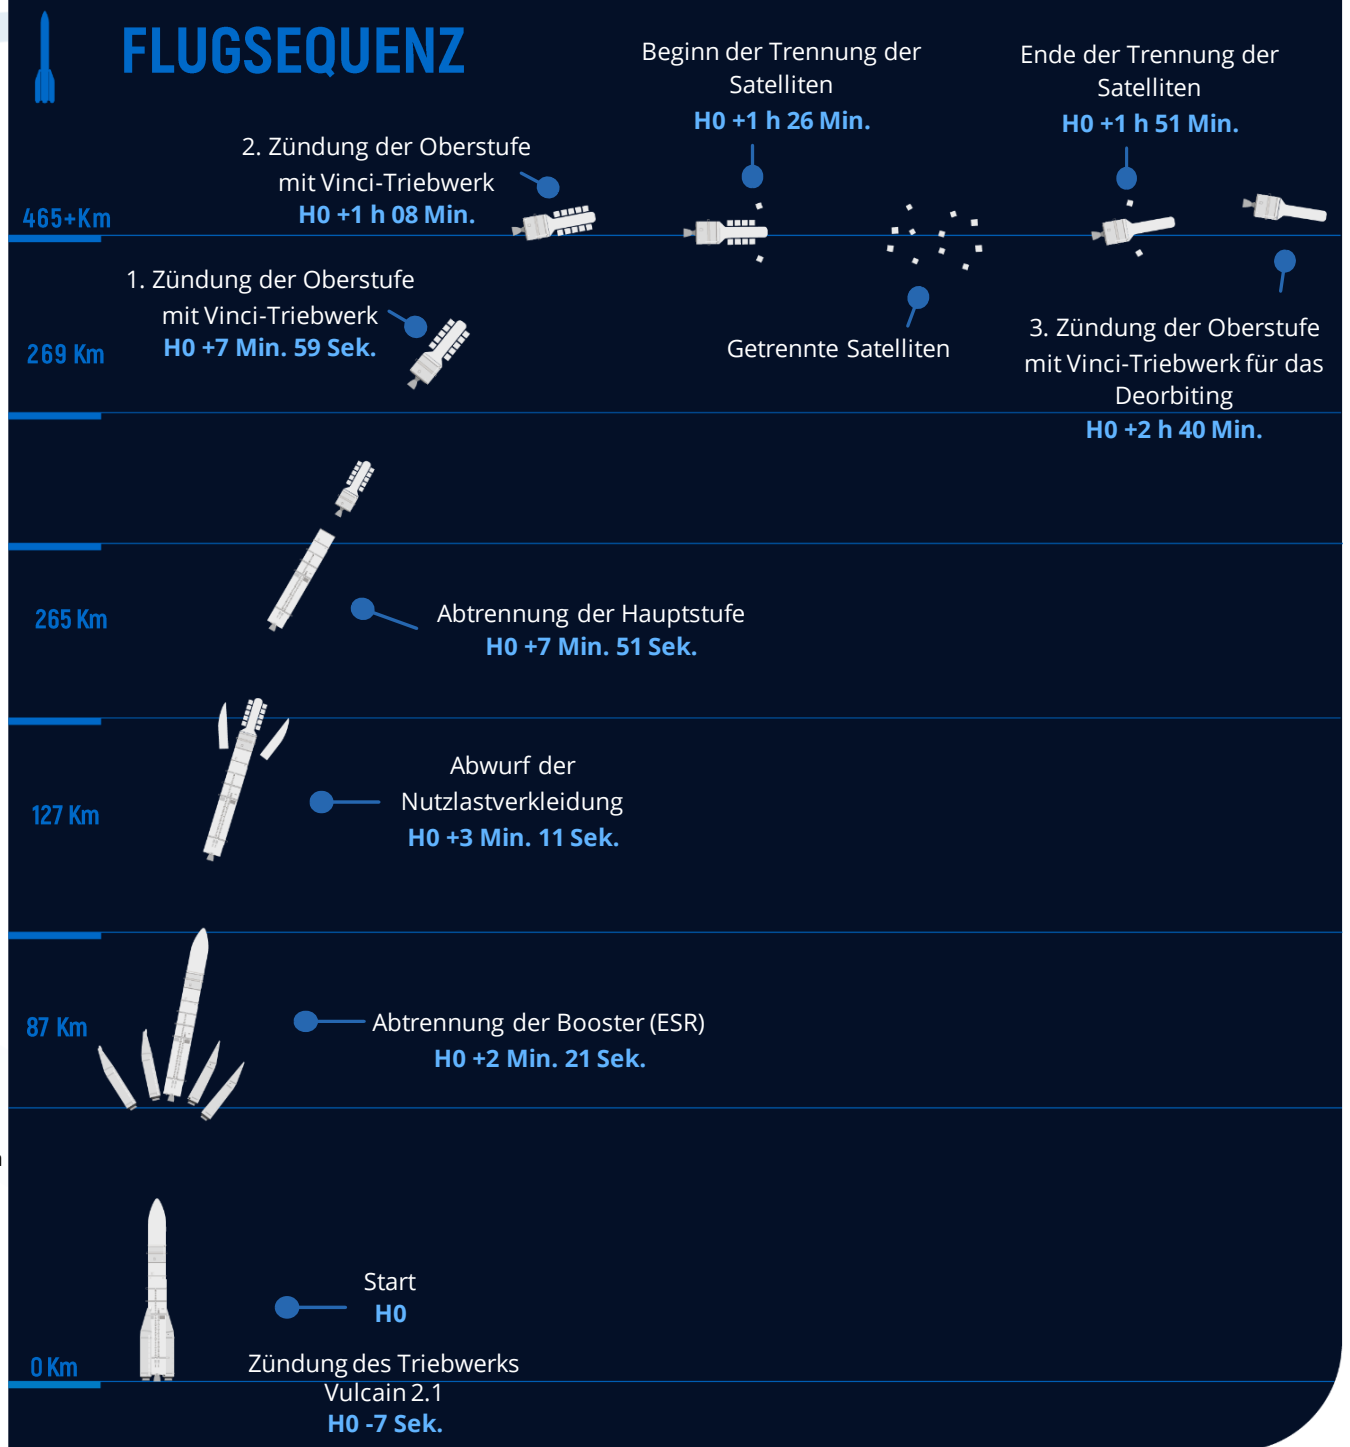 FLUGSEQUENZ
Beginn der Trennung der
Satelliten
H0 +1 h 26 Min.
Ende der Trennung der
Satelliten
H0 +1 h 51 Min.
2. Zündung der Oberstufe
mit Vinci-Triebwerk
H0 +1 h 08 Min.
465+Km
1. Zündung der Oberstufe
mit Vinci-Triebwerk
H0 +7 Min. 59 Sek.
269 Km
Getrennte Satelliten
3. Zündung der Oberstufe
mit Vinci-Triebwerk für das
Deorbiting
H0 +2 h 40 Min.
265 Km
Abtrennung der Hauptstufe
H0 +7 Min. 51 Sek.
127 Km
Abwurf der
Nutzlastverkleidung
H0 +3 Min. 11 Sek.
87 Km
Abtrennung der Booster (ESR)
H0 +2 Min. 21 Sek.
Start
H0
0 Km
Zündung des Triebwerks
Vulcain 2.1
H0 -7 Sek.